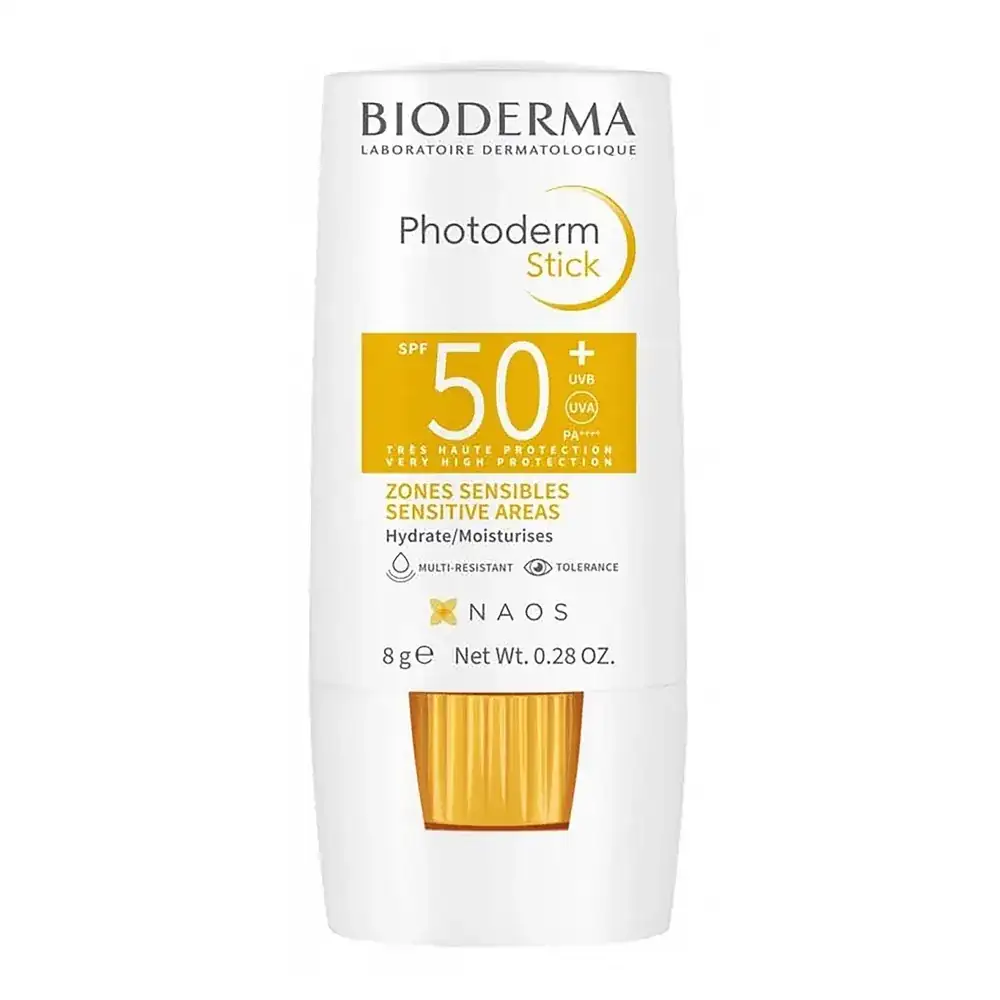 BIODERMA
LABORATOIRE DERMATOLOGIQUE
Photoderm
Stick
SPF 50+
UVB
UVA
PA++++
TRÈS HAUTE PROTECTION
VERY HIGH PROTECTION
ZONES SENSIBLES
SENSITIVE AREAS
Hydrate/Moisturises
MULTI-RESISTANT TOLERANCE
NAOS
8 g℮ Net Wt. 0.28 OZ.